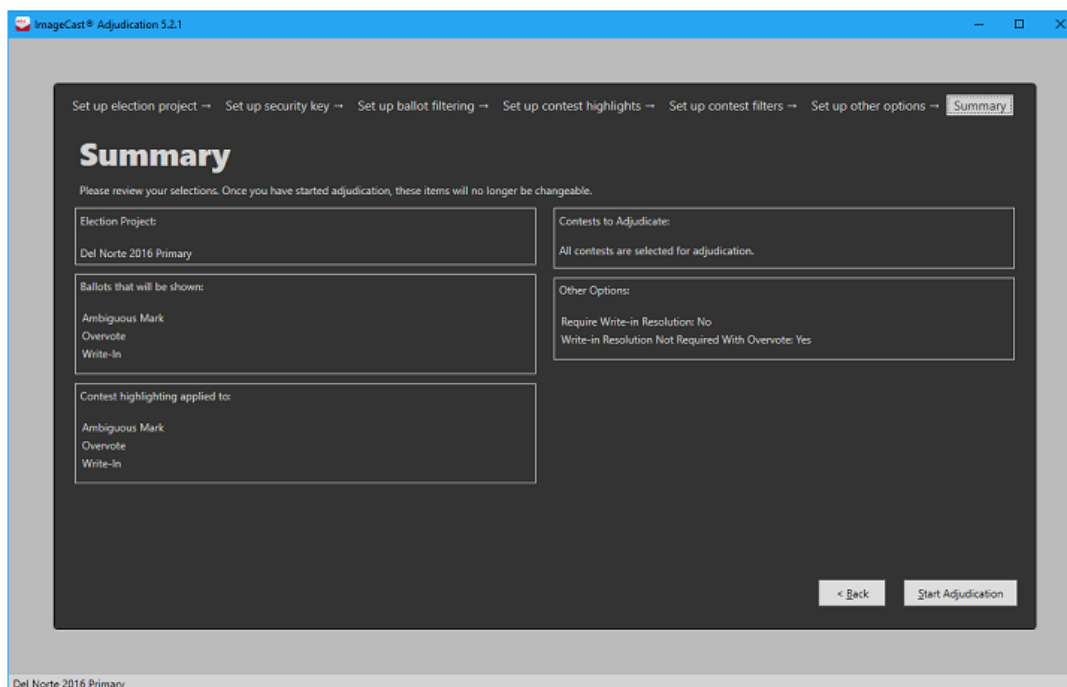 ImageCast® Adjudication 5.2.1
Set up election project → Set up security key → Set up ballot filtering → Set up contest highlights → Set up contest filters → Set up other options → Summary
Summary
Please review your selections. Once you have started adjudication, these items will no longer be changeable.
Election Project:
Del Norte 2016 Primary
Ballots that will be shown:
Ambiguous Mark
Overvote
Write-In
Contest highlighting applied to:
Ambiguous Mark
Overvote
Write-In
Contests to Adjudicate:
All contests are selected for adjudication.
Other Options:
Require Write-in Resolution: No
Write-in Resolution Not Required With Overvote: Yes
< Back
Start Adjudication
Del Norte 2016 Primary